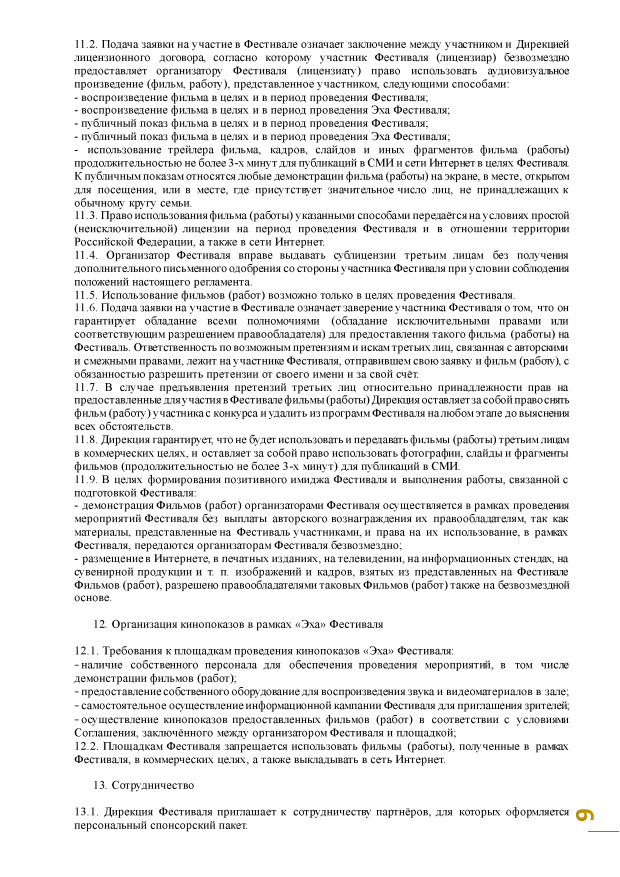 11.2. Подача заявки на участие в Фестивале означает заключение между участником и Дирекцией
лицензионного договора, согласно которому участник Фестиваля (лицензиар) безвозмездно
предоставляет организатору Фестиваля (лицензиату) право использовать аудиовизуальное
произведение (фильм, работу), представленное участником, следующими способами:
- воспроизведение фильма в целях и в период проведения Фестиваля;
- воспроизведение фильма в целях и в период проведения Эха Фестиваля;
- публичный показ фильма в целях и в период проведения Фестиваля;
- публичный показ фильма в целях и в период проведения Эха Фестиваля;
- использование трейлера фильма, кадров, слайдов и иных фрагментов фильма (работы)
продолжительностью не более 3-х минут для публикаций в СМИ и сети Интернет в целях Фестиваля.
К публичным показам относятся любые демонстрации фильма (работы) на экране, в месте, открытом
для посещения, или в месте, где присутствует значительное число лиц, не принадлежащих к
обычному кругу семьи.
11.3. Право использования фильма (работы) указанными способами передаётся на условиях простой
(неисключительной) лицензии на период проведения Фестиваля и в отношении территории
Российской Федерации, а также в сети Интернет.
11.4. Организатор Фестиваля вправе выдавать сублицензии третьим лицам без получения
дополнительного письменного одобрения со стороны участника Фестиваля при условии соблюдения
положений настоящего регламента.
11.5. Использование фильмов (работ) возможно только в целях проведения Фестиваля.
11.6. Подача заявки на участие в Фестивале означает заверение участника Фестиваля о том, что он
гарантирует обладание всеми полномочиями (обладание исключительными правами или
соответствующим разрешением правообладателя) для предоставления такого фильма (работы) на
Фестиваль. Ответственность по возможным претензиям и искам третьих лиц, связанная с авторскими
и смежными правами, лежит на участнике Фестиваля, отправившем свою заявку и фильм (работу), с
обязанностью разрешить претензии от своего имени и за свой счёт.
11.7. В случае предъявления претензий третьих лиц относительно принадлежности прав на
предоставленные для участия в Фестивале фильмы (работы) Дирекция оставляет за собой право снять
фильм (работу) участника с конкурса и удалить из программ Фестиваля на любом этапе до выяснения
всех обстоятельств.
11.8. Дирекция гарантирует, что не будет использовать и передавать фильмы (работы) третьим лицам
в коммерческих целях, и оставляет за собой право использовать фотографии, слайды и фрагменты
фильмов (продолжительностью не более 3-х минут) для публикаций в СМИ.
11.9. В целях формирования позитивного имиджа Фестиваля и выполнения работы, связанной с
подготовкой Фестиваля:
- демонстрация Фильмов (работ) организаторами Фестиваля осуществляется в рамках проведения
мероприятий Фестиваля без выплаты авторского вознаграждения их правообладателям, так как
материалы, представленные на Фестиваль участниками, и права на их использование, в рамках
Фестиваля, передаются организаторам Фестиваля безвозмездно;
- размещение в Интернете, в печатных изданиях, на телевидении, на информационных стендах, на
сувенирной продукции и т. п. изображений и кадров, взятых из представленных на Фестивале
Фильмов (работ), разрешено правообладателями таковых Фильмов (работ) также на безвозмездной
основе.
12. Организация кинопоказов в рамках «Эха» Фестиваля
12.1. Требования к площадкам проведения кинопоказов «Эха» Фестиваля:
- наличие собственного персонала для обеспечения проведения мероприятий, в том числе
демонстрации фильмов (работ);
- предоставление собственного оборудование для воспроизведения звука и видеоматериалов в зале;
- самостоятельное осуществление информационной кампании Фестиваля для приглашения зрителей;
- осуществление кинопоказов предоставленных фильмов (работ) в соответствии с условиями
Соглашения, заключённого между организатором Фестиваля и площадкой;
12.2. Площадкам Фестиваля запрещается использовать фильмы (работы), полученные в рамках
Фестиваля, в коммерческих целях, а также выкладывать в сеть Интернет.
13. Сотрудничество
13.1. Дирекция Фестиваля приглашает к сотрудничеству партнёров, для которых оформляется
персональный спонсорский пакет.
9